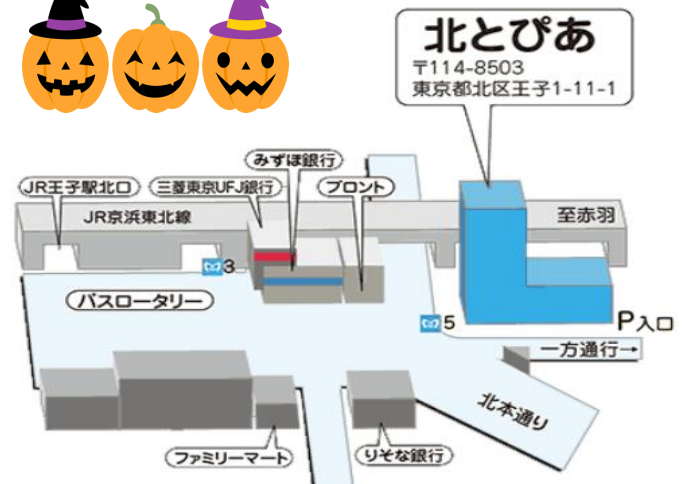 北とぴあ
〒114-8503
東京都北区王子1-11-1
みずほ銀行
JR王子駅北口
三菱東京UFJ銀行
プロント
JR京浜東北線
至赤羽
3
バスロータリー
5
P入口
一方通行→
北本通り
ファミリーマート
りそな銀行